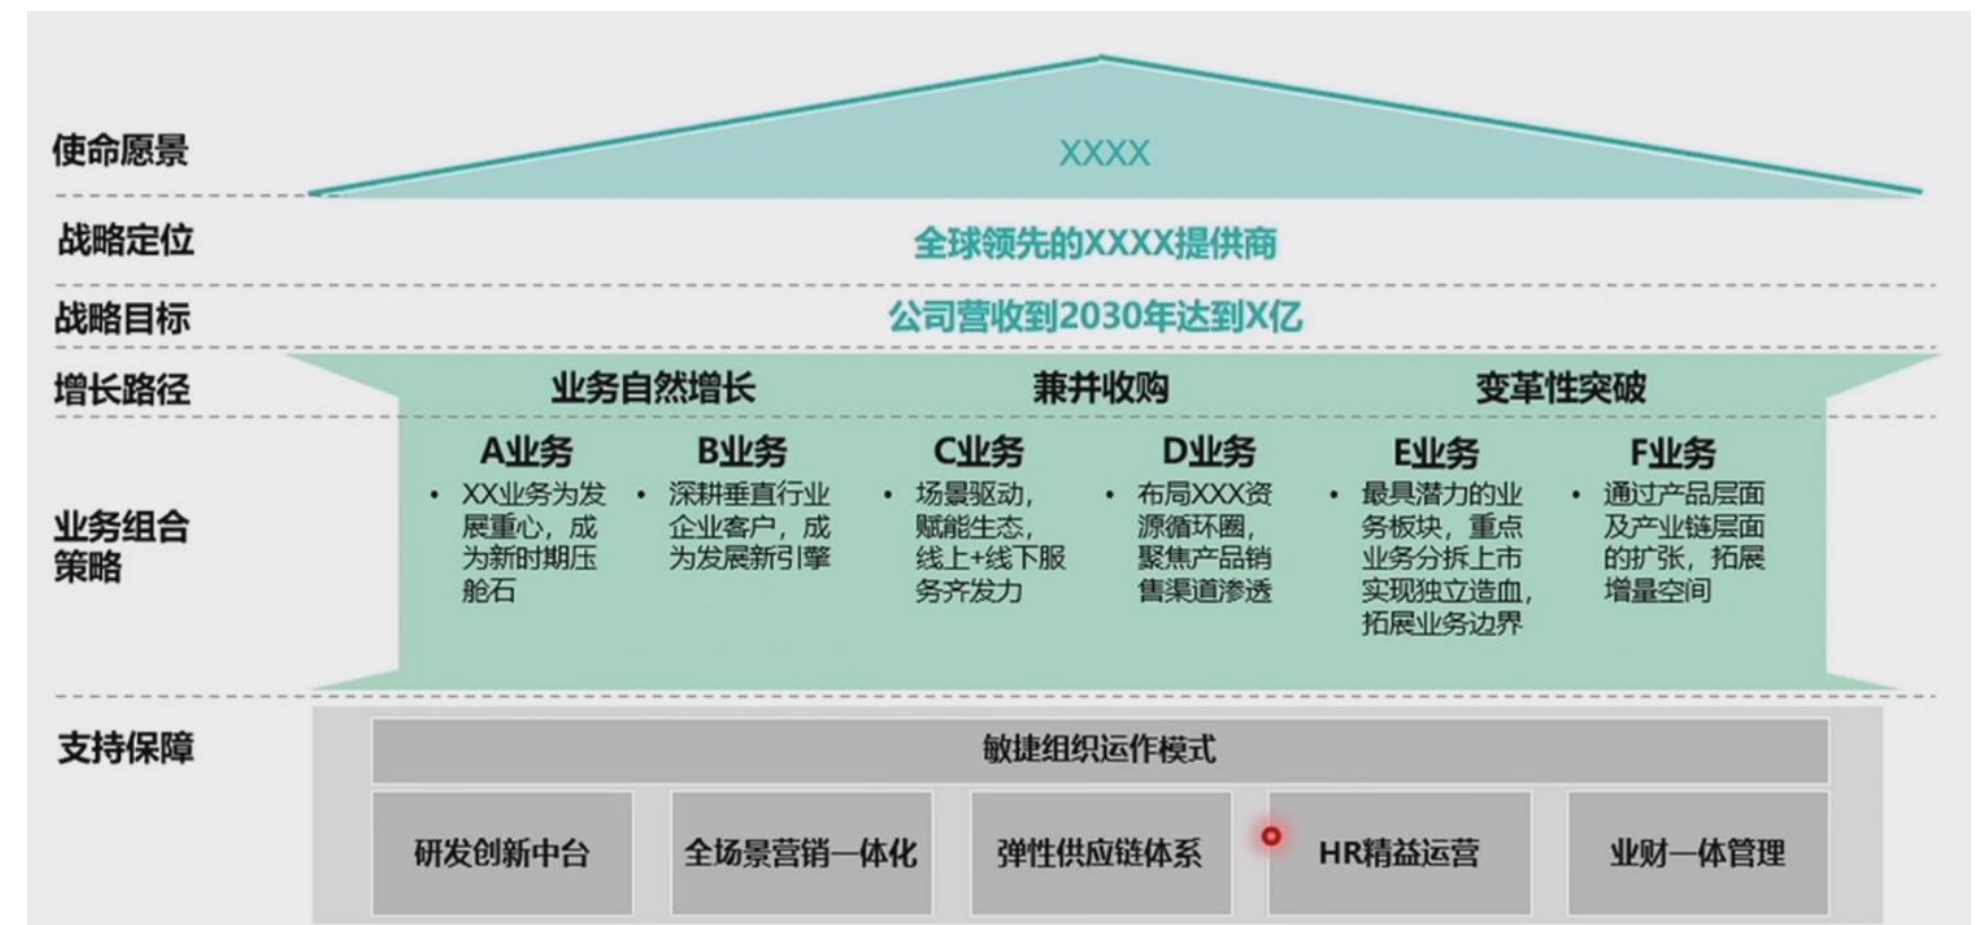 使命愿景
XXXX
战略定位
全球领先的XXXX提供商
战略目标
公司营收到2030年达到X亿
增长路径
业务自然增长
兼并收购
变革性突破
业务组合
策略
A业务
• XX业务为发
展重心，成
为新时期压
舱石
B业务
• 深耕垂直行业
企业客户，成
为发展新引擎
C业务
• 场景驱动，
赋能生态，
线上+线下服
务齐发力
D业务
• 布局XXX资
源循环圈，
聚焦产品销
售渠道渗透
E业务
• 最具潜力的业
务板块，重点
业务分拆上市
实现独立造血，
拓展业务边界
F业务
• 通过产品层面
及产业链层面
的扩张，拓展
增量空间
支持保障
敏捷组织运作模式
研发创新中台
全场景营销一体化
弹性供应链体系
HR精益运营
业财一体管理